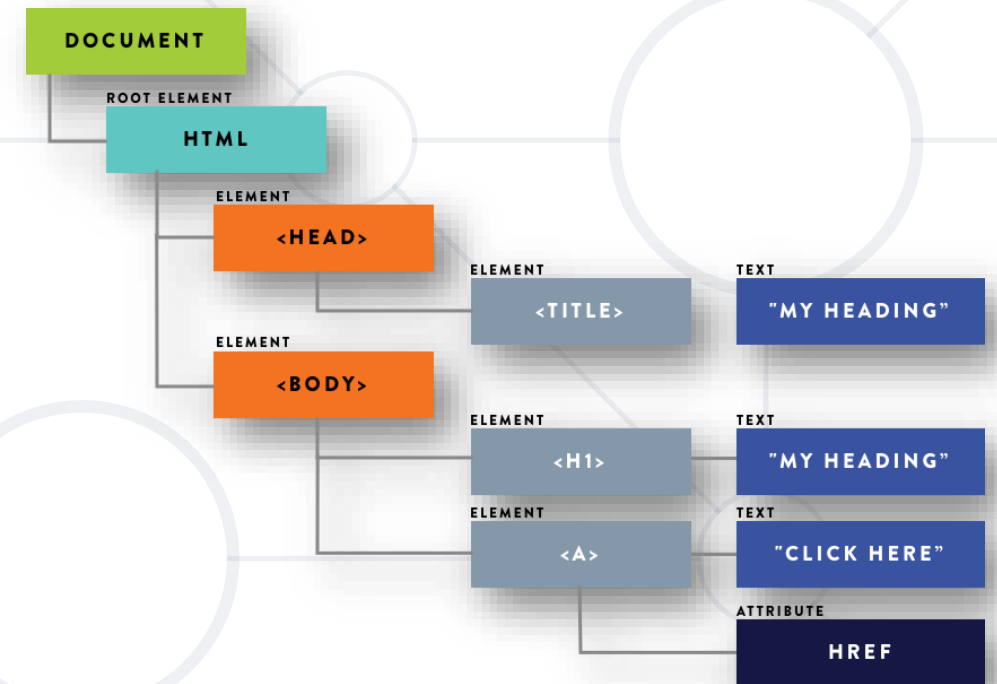 DOCUMENT
ROOT ELEMENT
HTML
ELEMENT
<HEAD>
ELEMENT
<TITLE>
TEXT
"MY HEADING”
ELEMENT
<BODY>
ELEMENT
<H1>
TEXT
"MY HEADING”
ELEMENT
<A>
TEXT
"CLICK HERE”
ATTRIBUTE
HREF